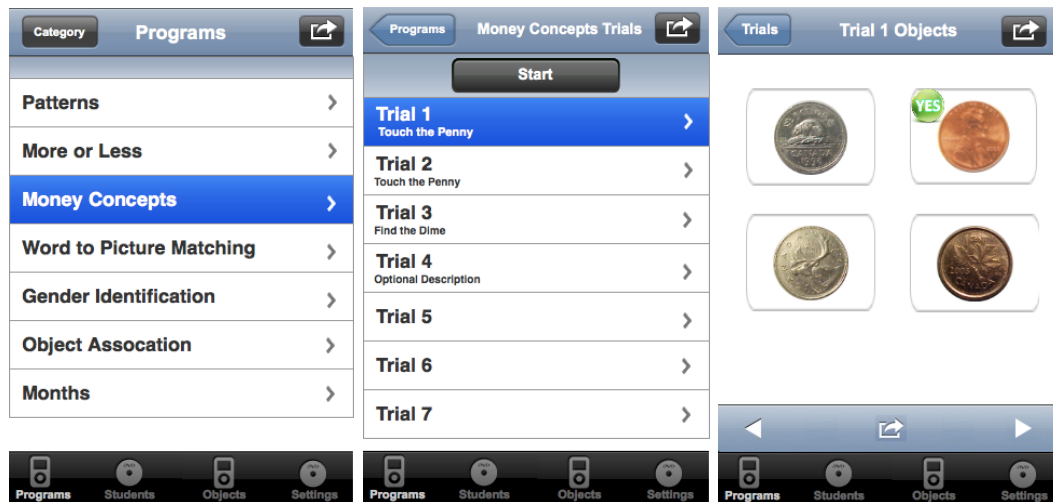 Category
Programs
Patterns
More or Less
Money Concepts
Word to Picture Matching
Gender Identification
Object Assocation
Months
Programs
Students
Objects
Settings
Programs
Money Concepts Trials
Start
Trial 1
Touch the Penny
Trial 2
Touch the Penny
Trial 3
Find the Dime
Trial 4
Optional Description
Trial 5
Trial 6
Trial 7
Programs
Students
Objects
Settings
Trials
Trial 1 Objects
YES
CANADA
Programs
Students
Objects
Settings